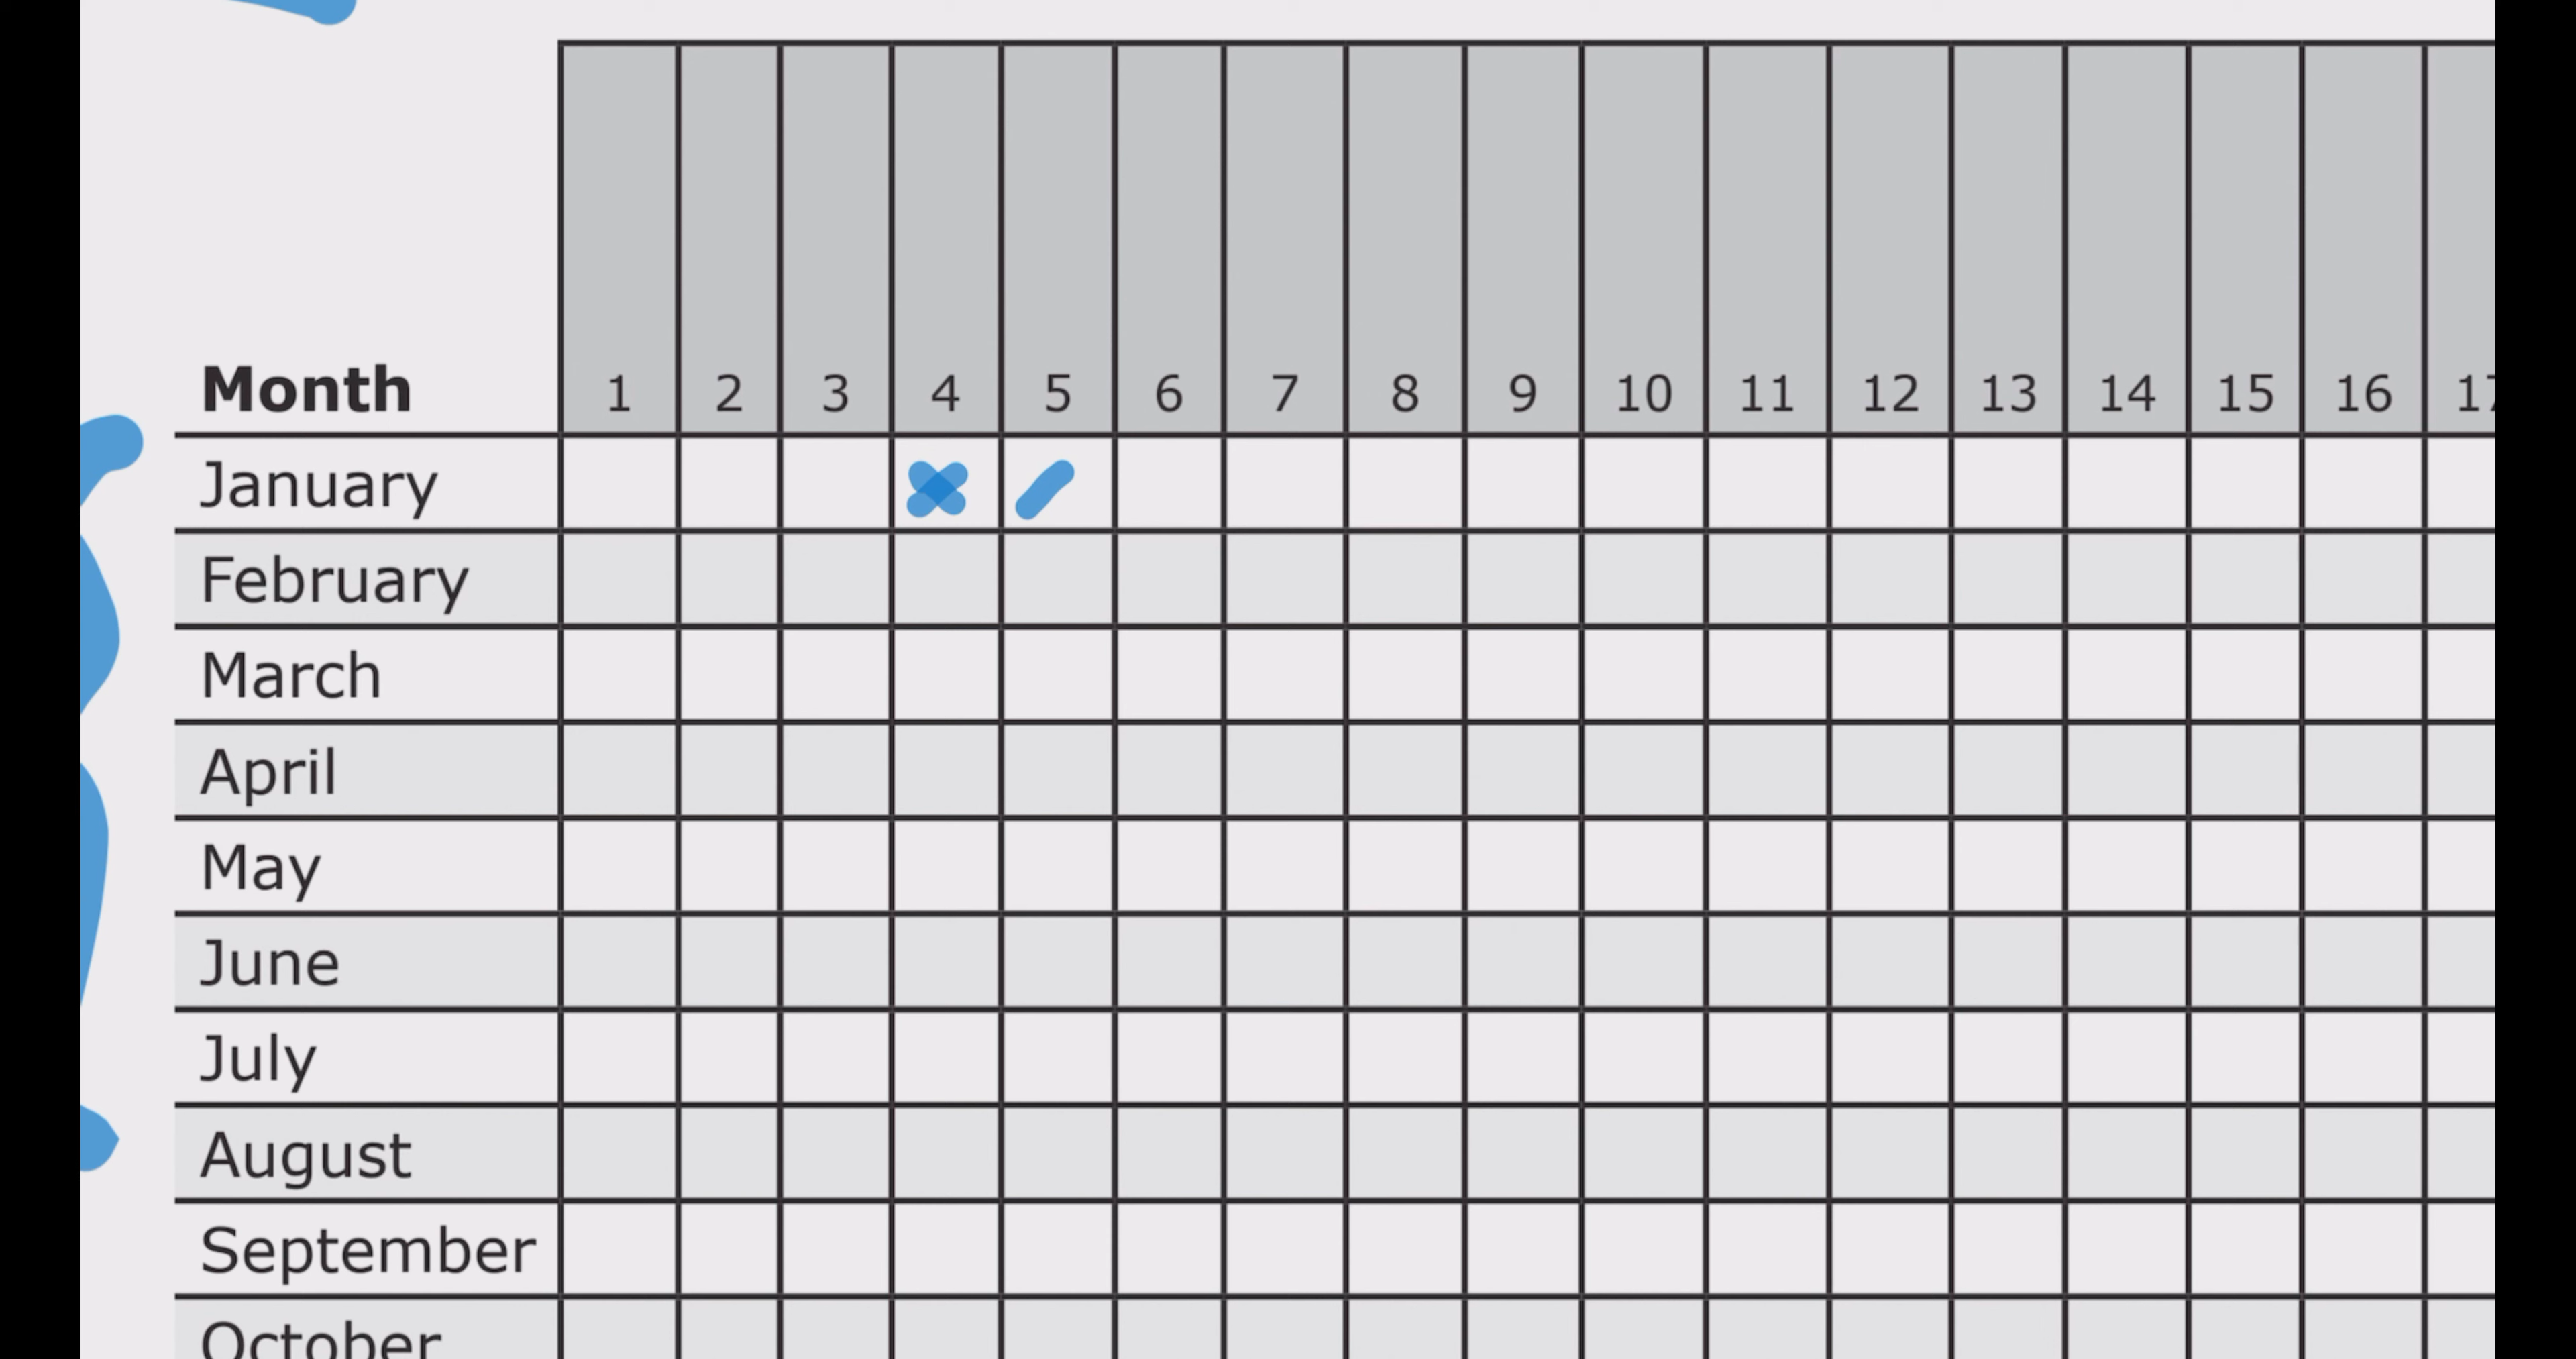 Month 1 2 3 4 5 6 7 8 9 10 11 12 13 14 15 16 17
January
February
March
April
May
June
July
August
September
October